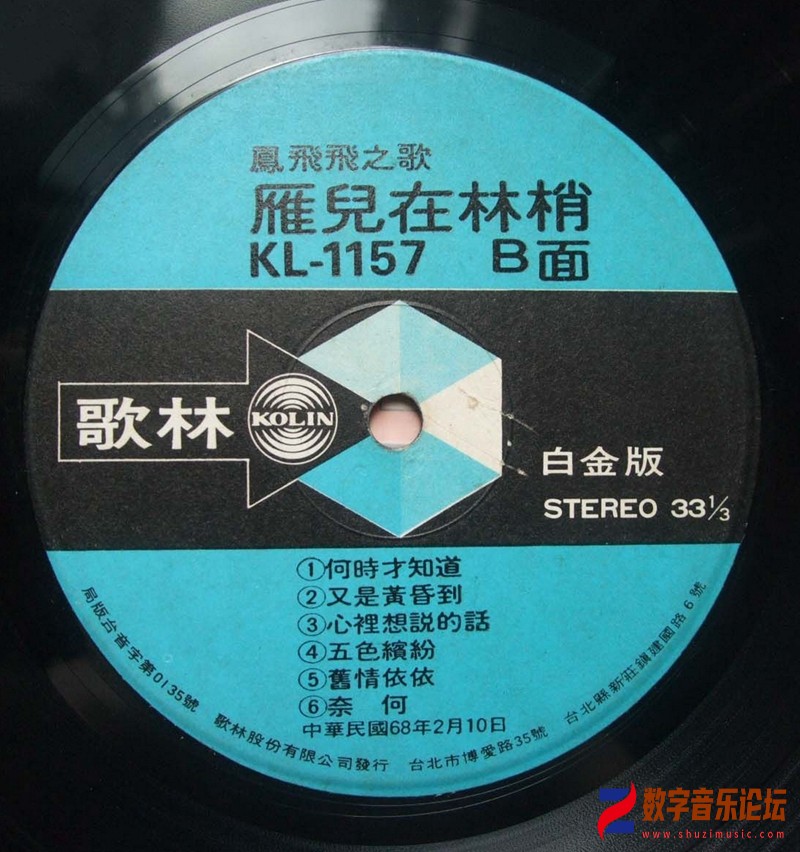 鳳飛飛之歌
雁兒在林梢
KL-1157 B面
歌林
KOLIN
白金版
STEREO 33⅓
①何時才知道
②又是黃昏到
③心裡想説的話
④五色繽紛
⑤舊情依依
⑥奈何
中華民國68年2月10日
局版台音字第0135號 歌林股份有限公司發行 台北市博愛路35號 台北縣新莊鎮建國路6號
数字音乐论坛
www.shuzimusic.com